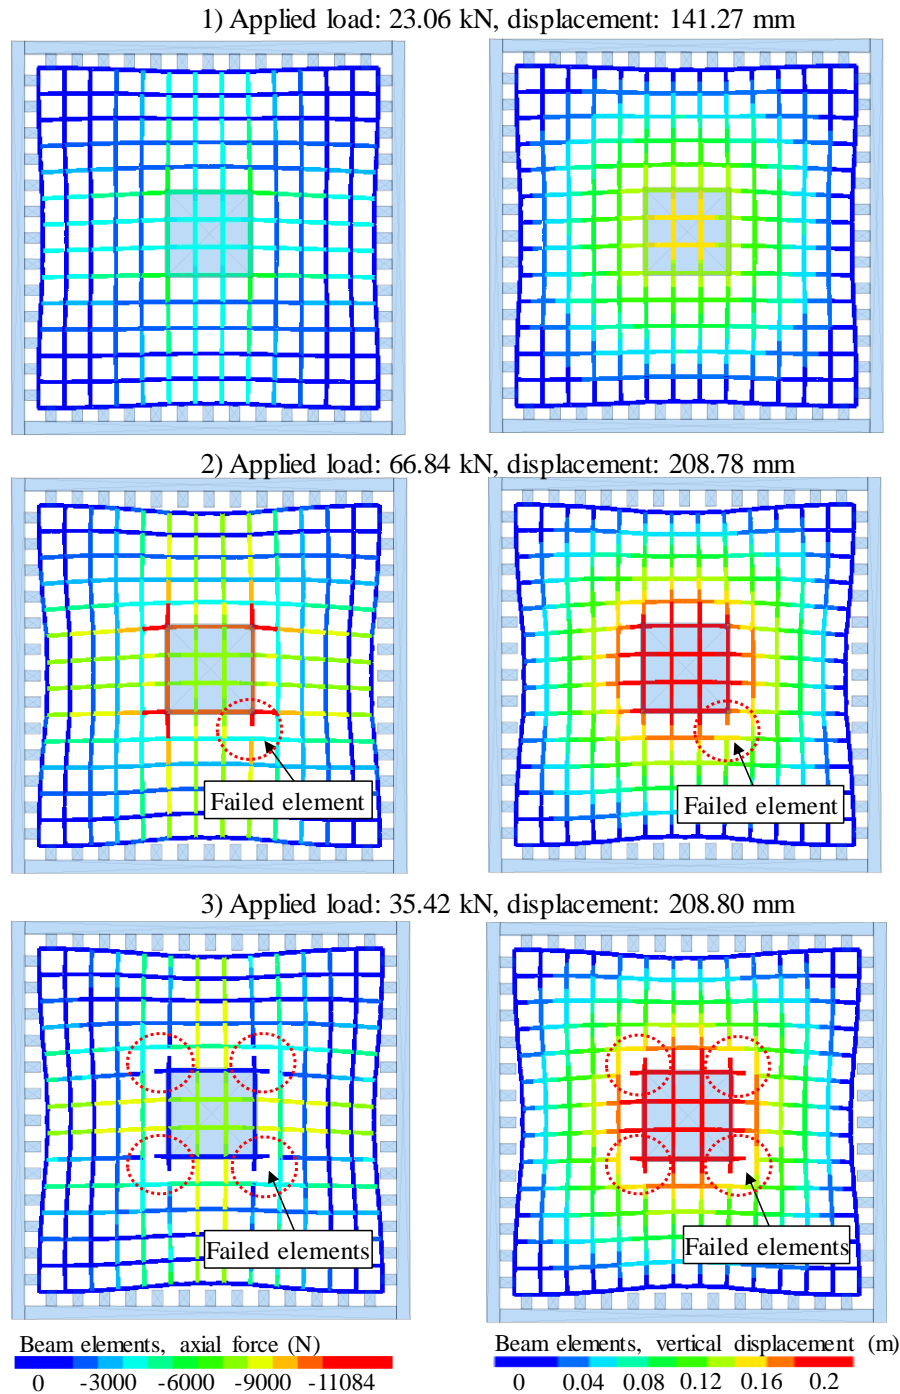 1) Applied load: 23.06 kN, displacement: 141.27 mm
2) Applied load: 66.84 kN, displacement: 208.78 mm
Failed element
Failed element
3) Applied load: 35.42 kN, displacement: 208.80 mm
Failed elements
Failed elements
Beam elements, axial force (N)
0 -3000 -6000 -9000 -11084
Beam elements, vertical displacement (m)
0 0.04 0.08 0.12 0.16 0.2